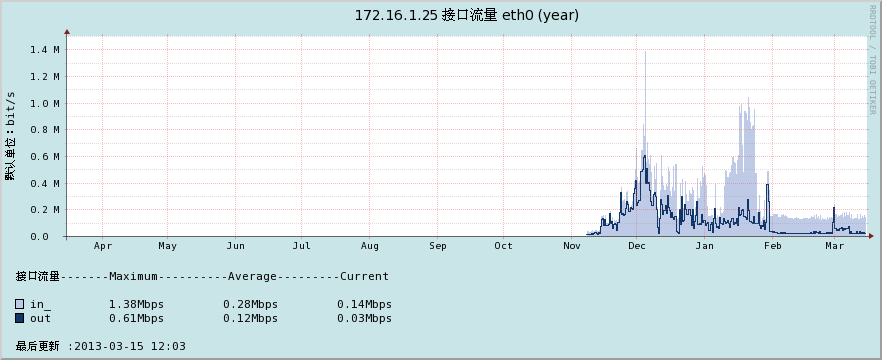 172.16.1.25 接口流量 eth0 (year)
RRDTOOL / TOBI OETIKER
默认单位：bit/s
1.4 M
1.2 M
1.0 M
0.8 M
0.6 M
0.4 M
0.2 M
0.0
Apr May Jun Jul Aug Sep Oct Nov Dec Jan Feb Mar
接口流量-------Maximum----------Average---------Current
in_ 1.38Mbps 0.28Mbps 0.14Mbps
out 0.61Mbps 0.12Mbps 0.03Mbps
最后更新 :2013-03-15 12:03